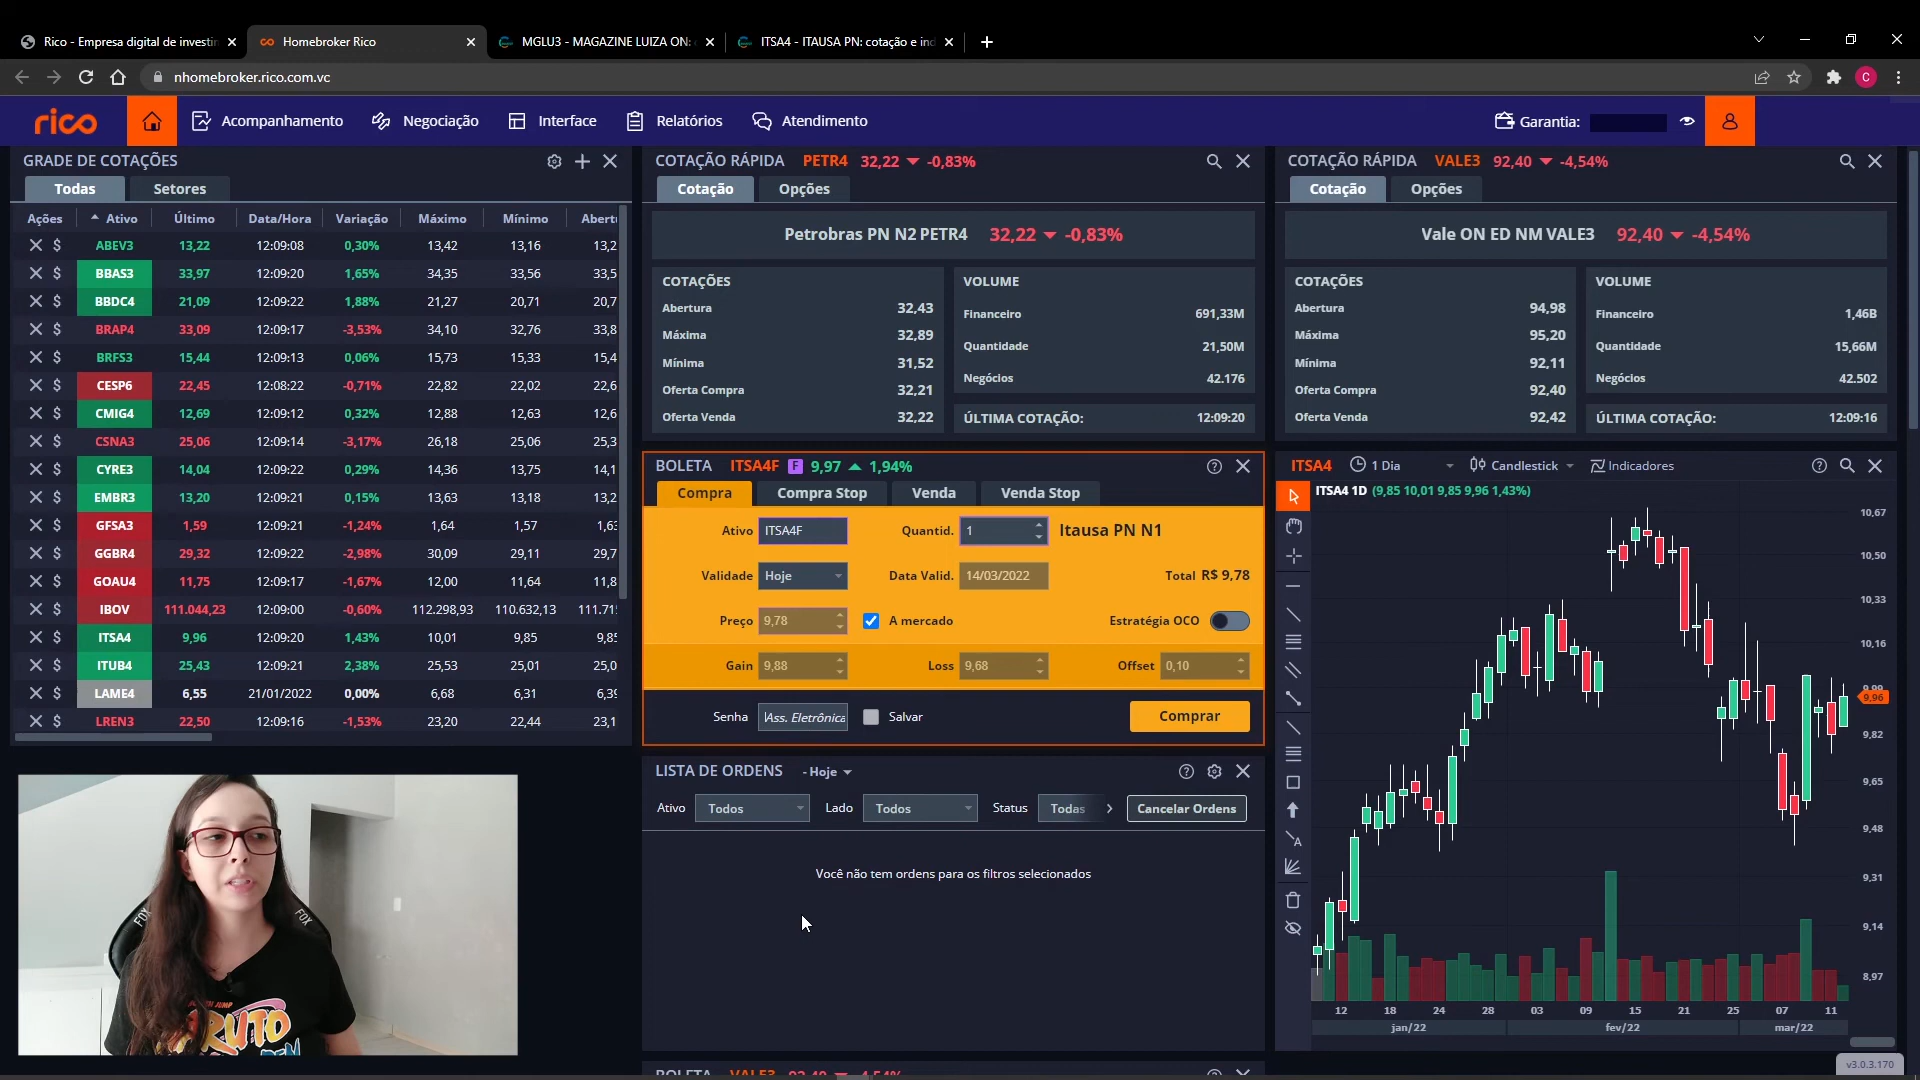 Rico - Empresa digital de investir
Homebroker Rico
MGLU3 - MAGAZINE LUIZA ON:
ITSA4 - ITAUSA PN: cotação e ind
nhomebroker.rico.com.vc
C
rico
Acompanhamento
Negociação
Interface
Relatórios
Atendimento
Garantia:
GRADE DE COTAÇÕES
Todas Setores
Ações Ativo Último Data/Hora Variação Máximo Mínimo Abertu
$ ABEV3 13,22 12:09:08 0,30% 13,42 13,16 13,2
$ BBAS3 33,97 12:09:20 1,65% 34,35 33,56 33,5
$ BBDC4 21,09 12:09:22 1,88% 21,27 20,71 20,7
$ BRAP4 33,09 12:09:17 -3,53% 34,10 32,76 33,8
$ BRFS3 15,44 12:09:13 0,06% 15,73 15,33 15,4
$ CESP6 22,45 12:08:22 -0,71% 22,82 22,02 22,6
$ CMIG4 12,69 12:09:12 0,32% 12,88 12,63 12,6
$ CSNA3 25,06 12:09:14 -3,17% 26,18 25,06 25,3
$ CYRE3 14,04 12:09:22 0,29% 14,36 13,75 14,1
$ EMBR3 13,20 12:09:21 0,15% 13,63 13,18 13,2
$ GFSA3 1,59 12:09:21 -1,24% 1,64 1,57 1,63
$ GGBR4 29,32 12:09:22 -2,98% 30,09 29,11 29,7
$ GOAU4 11,75 12:09:17 -1,67% 12,00 11,64 11,8
$ IBOV 111.044,23 12:09:00 -0,60% 112.298,93 110.632,13 111.71
$ ITSA4 9,96 12:09:20 1,43% 10,01 9,85 9,85
$ ITUB4 25,43 12:09:21 2,38% 25,53 25,01 25,0
$ LAME4 6,55 21/01/2022 0,00% 6,68 6,31 6,39
$ LREN3 22,50 12:09:16 -1,53% 23,20 22,44 23,1
COTAÇÃO RÁPIDA PETR4 32,22 -0,83%
Cotação Opções
Petrobras PN N2 PETR4 32,22 -0,83%
COTAÇÕES
Abertura 32,43
Máxima 32,89
Mínima 31,52
Oferta Compra 32,21
Oferta Venda 32,22
VOLUME
Financeiro 691,33M
Quantidade 21,50M
Negócios 42.176
ÚLTIMA COTAÇÃO: 12:09:20
COTAÇÃO RÁPIDA VALE3 92,40 -4,54%
Cotação Opções
Vale ON ED NM VALE3 92,40 -4,54%
COTAÇÕES
Abertura 94,98
Máxima 95,20
Mínima 92,11
Oferta Compra 92,40
Oferta Venda 92,42
VOLUME
Financeiro 1,46B
Quantidade 15,66M
Negócios 42.502
ÚLTIMA COTAÇÃO: 12:09:16
BOLETA ITSA4F F 9,97 1,94%
Compra Compra Stop Venda Venda Stop
Ativo ITSA4F Quantid. 1 Itausa PN N1
Validade Hoje Data Valid. 14/03/2022 Total R$ 9,78
Preço 9,78 A mercado Estratégia OCO
Gain 9,88 Loss 9,68 Offset 0,10
Senha Ass. Eletrônica Salvar Comprar
LISTA DE ORDENS - Hoje
Ativo Todos Lado Todos Status Todas Cancelar Ordens
Você não tem ordens para os filtros selecionados
BOLETA VALE3 92,40 -4,54%
ITSA4 1 Dia Candlestick Indicadores
ITSA4 1D (9,85 10,01 9,85 9,96 1,43%)
10,67
10,50
10,33
10,16
9,99
9,96
9,82
9,65
9,48
9,31
9,14
8,97
12 18 24 28 03 09 15 21 25 07 11
jan/22 fev/22 mar/22
v3.0.3.170
FOX
FOX